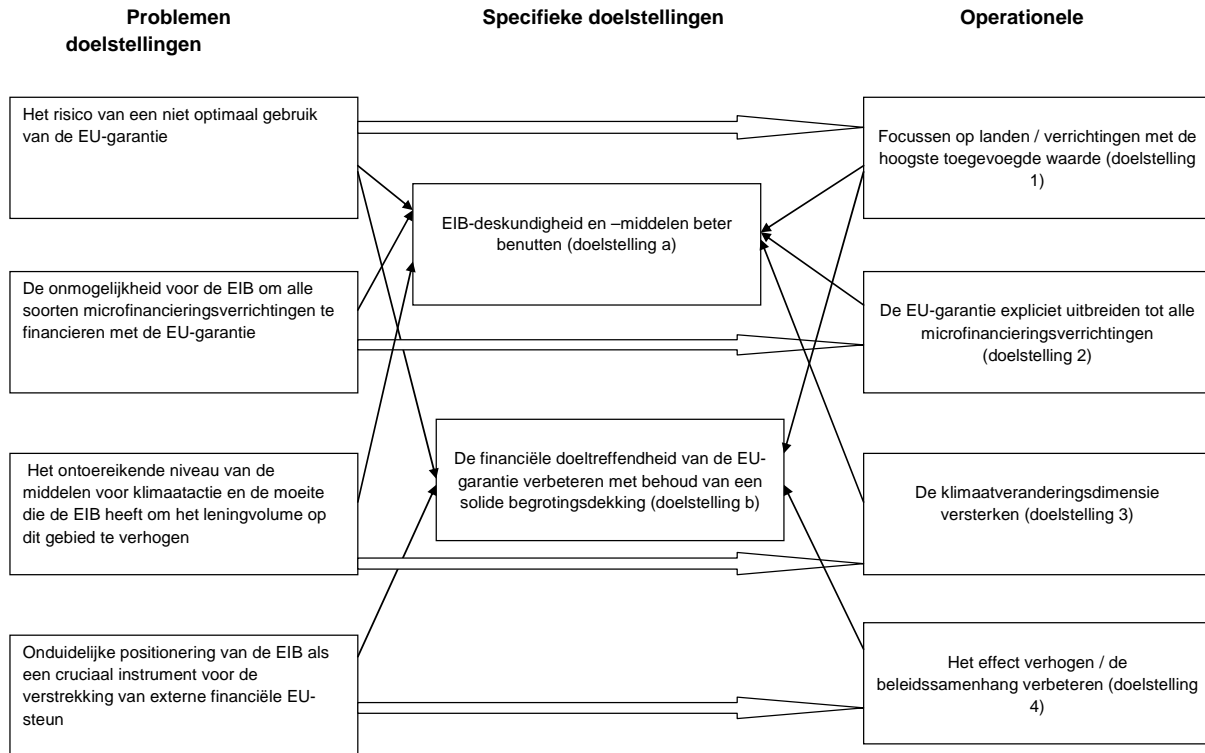 Problemen Specifieke doelstellingen Operationele
doelstellingen
Het risico van een niet optimaal gebruik
van de EU-garantie
De onmogelijkheid voor de EIB om alle
soorten microfinancieringsverrichtingen te
financieren met de EU-garantie
Het ontoereikende niveau van de
middelen voor klimaatactie en de moeite
die de EIB heeft om het leningvolume op
dit gebied te verhogen
Onduidelijke positionering van de EIB als
een cruciaal instrument voor de
verstrekking van externe financiële EU-
steun
EIB-deskundigheid en –middelen beter
benutten (doelstelling a)
De financiële doeltreffendheid van de EU-
garantie verbeteren met behoud van een
solide begrotingsdekking (doelstelling b)
Focussen op landen / verrichtingen met de
hoogste toegevoegde waarde (doelstelling
1)
De EU-garantie expliciet uitbreiden tot alle
microfinancieringsverrichtingen
(doelstelling 2)
De klimaatveranderingsdimensie
versterken (doelstelling 3)
Het effect verhogen / de
beleidssamenhang verbeteren (doelstelling
4)